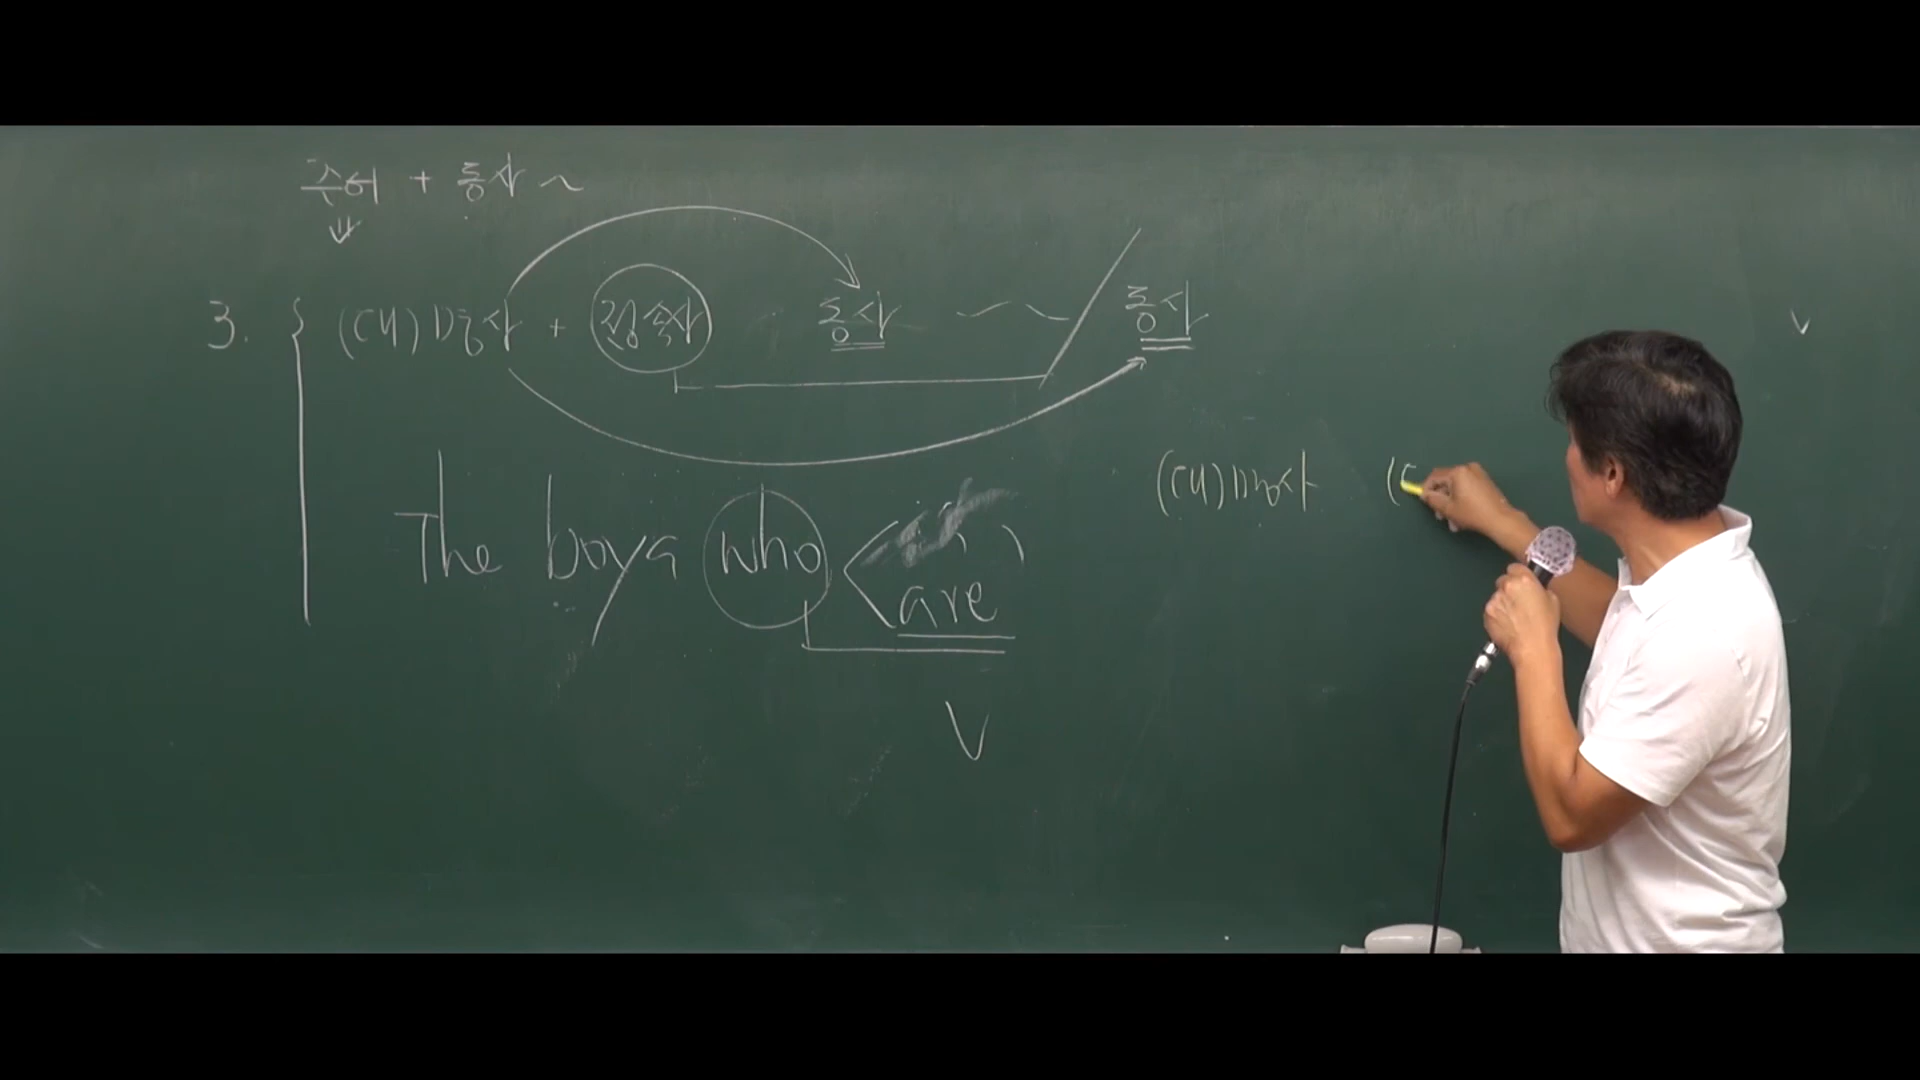 주어 + 동사 ~
3. { (대) 명사 + 접속사 동사 ~~ / 동사
(대)명사 (
The boys who < are
V
V